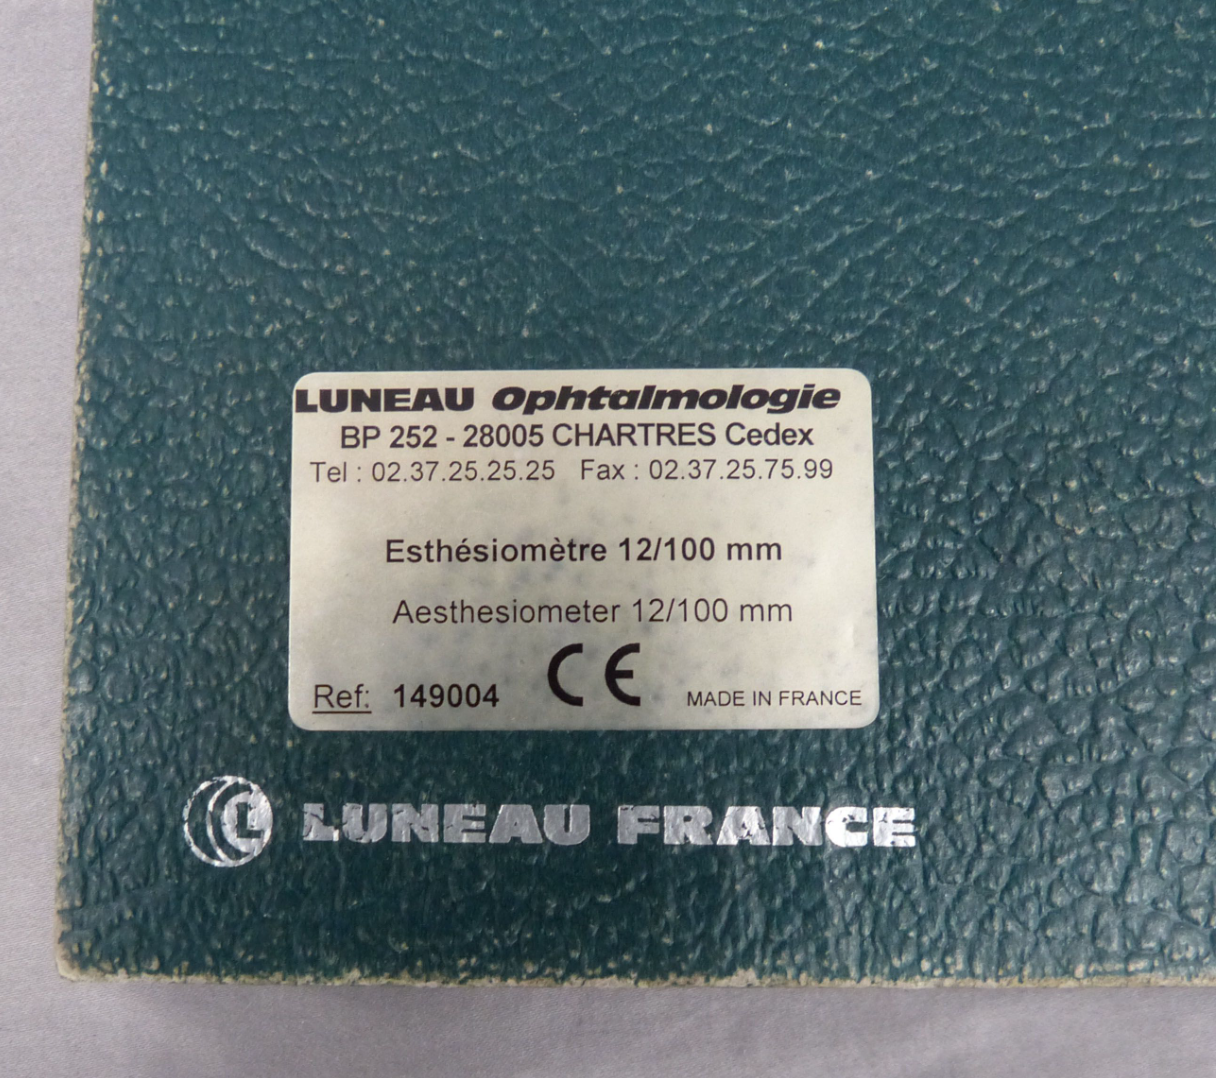 LUNEAU Ophtalmologie
BP 252 - 28005 CHARTRES Cedex
Tel : 02.37.25.25.25 Fax : 02.37.25.75.99
Esthésiomètre 12/100 mm
Aesthesiometer 12/100 mm
Ref: 149004 CE MADE IN FRANCE
L LUNEAU FRANCE